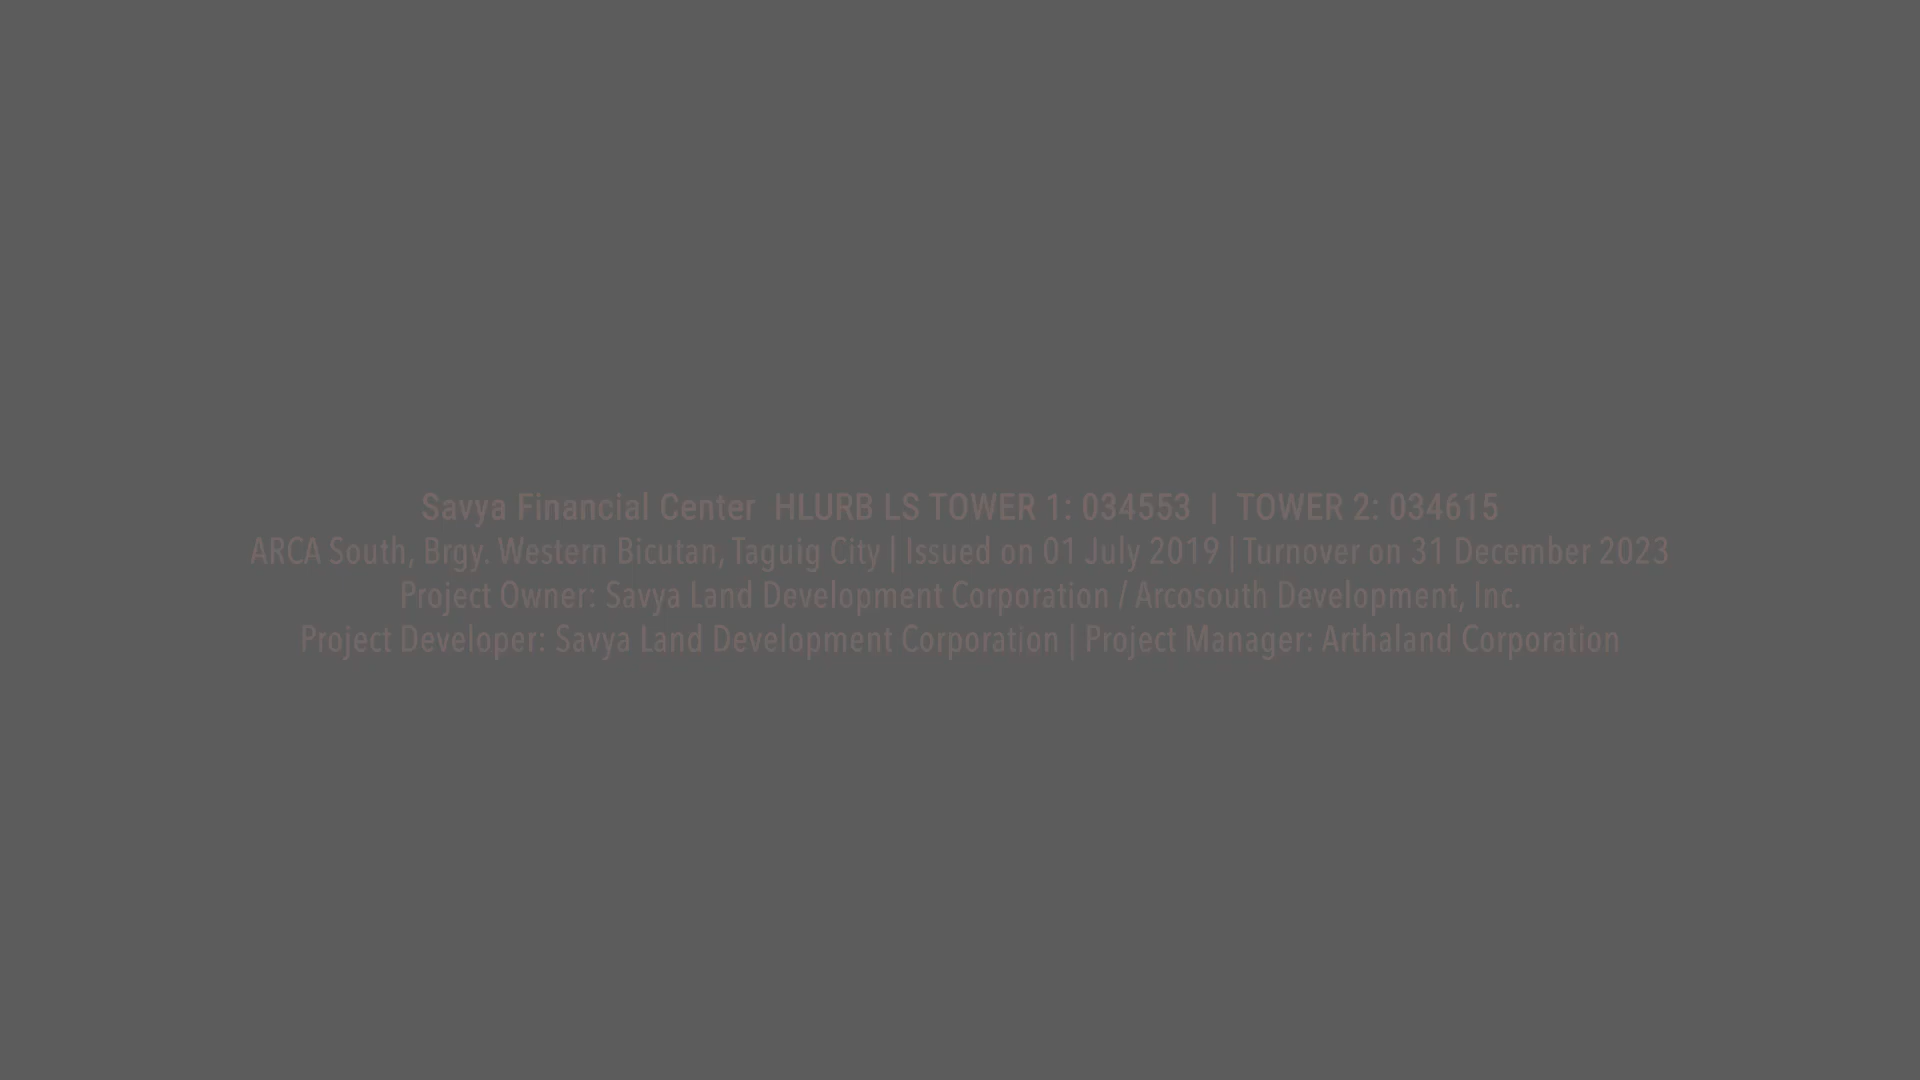 Savya Financial Center HLURB LS TOWER 1: 034553 | TOWER 2: 034615
ARCA South, Brgy. Western Bicutan, Taguig City | Issued on 01 July 2019 | Turnover on 31 December 2023
Project Owner: Savya Land Development Corporation / Arcosouth Development, Inc.
Project Developer: Savya Land Development Corporation | Project Manager: Arthaland Corporation